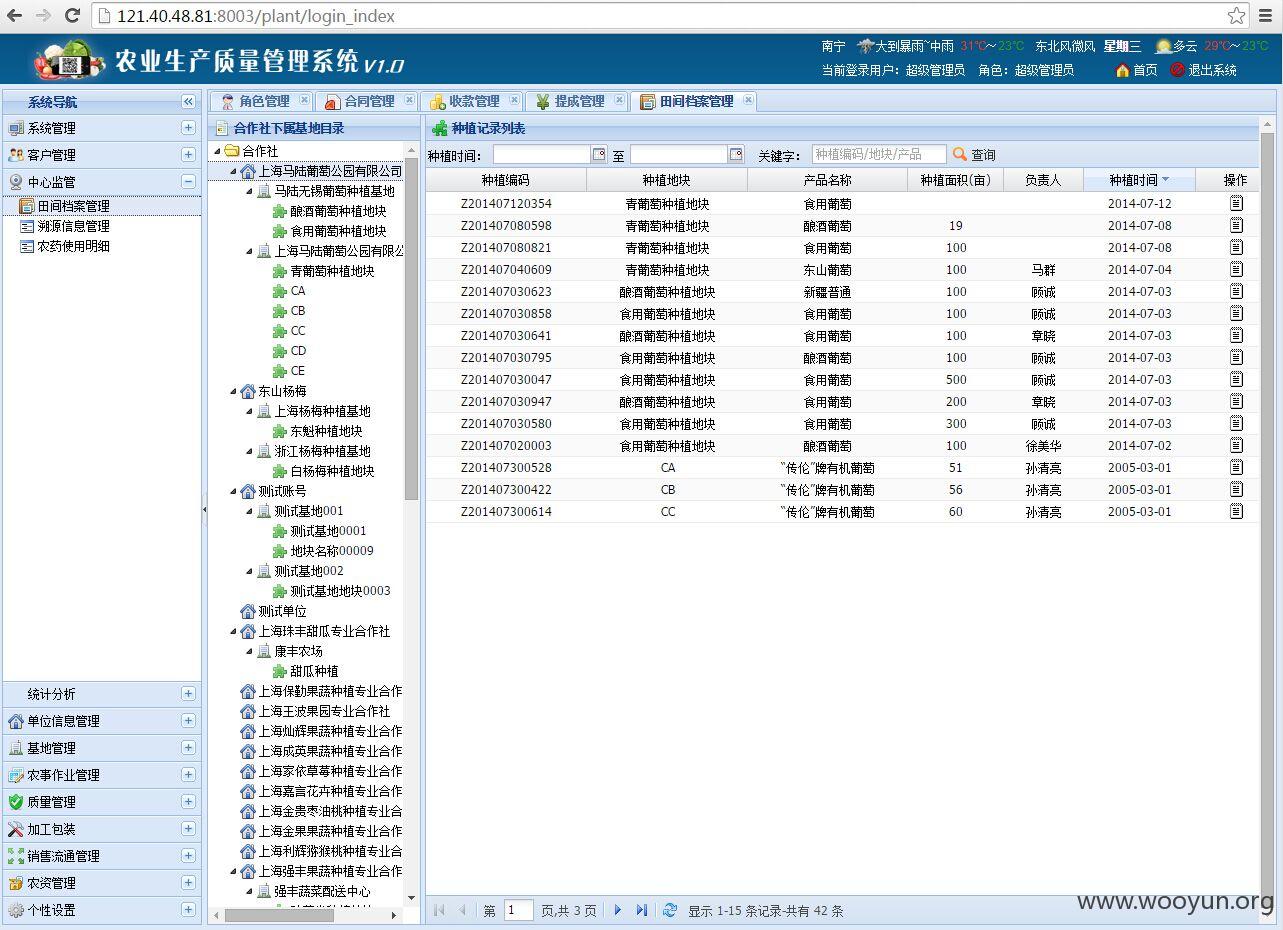 121.40.48.81:8003/plant/login_index
农业生产质量管理系统V1.0
南宁 大到暴雨~中雨 31℃~23℃ 东北风微风 星期三 多云 29℃~23℃
当前登录用户：超级管理员 角色：超级管理员 首页 退出系统
系统导航
系统管理
客户管理
中心监管
田间档案管理
溯源信息管理
农药使用明细
统计分析
单位信息管理
基地管理
农事作业管理
质量管理
加工包装
销售流通管理
农资管理
个性设置
角色管理 合同管理 收款管理 提成管理 田间档案管理
合作社下属基地目录
合作社
上海马陆葡萄公园有限公司
马陆无锡葡萄种植基地
酿酒葡萄种植地块
食用葡萄种植地块
上海马陆葡萄公园有限公
青葡萄种植地块
CA
CB
CC
CD
CE
东山杨梅
上海杨梅种植基地
东魁种植地块
浙江杨梅种植基地
白杨梅种植地块
测试账号
测试基地001
测试基地0001
地块名称00009
测试基地002
测试基地地块0003
测试单位
上海珠丰甜瓜专业合作社
康丰农场
甜瓜种植
上海保勤果蔬种植专业合作
上海王波果园专业合作社
上海灿辉果蔬种植专业合作
上海成英果蔬种植专业合作
上海家依草莓种植专业合作
上海嘉言花卉种植专业合作
上海金贵枣油桃种植专业合
上海金果果蔬种植专业合作
上海利辉猕猴桃种植专业合
上海强丰果蔬种植专业合作
强丰蔬菜配送中心
种植记录列表
种植时间： 至 关键字： 种植编码/地块/产品 查询
种植编码 种植地块 产品名称 种植面积(亩) 负责人 种植时间 操作
Z201407120354 青葡萄种植地块 食用葡萄 2014-07-12
Z201407080598 青葡萄种植地块 酿酒葡萄 19 2014-07-08
Z201407080821 青葡萄种植地块 食用葡萄 100 2014-07-08
Z201407040609 青葡萄种植地块 东山葡萄 100 马群 2014-07-04
Z201407030623 酿酒葡萄种植地块 新疆普通 100 顾诚 2014-07-03
Z201407030858 食用葡萄种植地块 食用葡萄 100 顾诚 2014-07-03
Z201407030641 酿酒葡萄种植地块 食用葡萄 100 章晓 2014-07-03
Z201407030795 食用葡萄种植地块 酿酒葡萄 100 顾诚 2014-07-03
Z201407030047 食用葡萄种植地块 食用葡萄 500 顾诚 2014-07-03
Z201407030947 酿酒葡萄种植地块 食用葡萄 200 章晓 2014-07-03
Z201407030580 食用葡萄种植地块 食用葡萄 300 顾诚 2014-07-03
Z201407020003 食用葡萄种植地块 酿酒葡萄 100 徐美华 2014-07-02
Z201407300528 CA “传伦”牌有机葡萄 51 孙清亮 2005-03-01
Z201407300422 CB “传伦”牌有机葡萄 56 孙清亮 2005-03-01
Z201407300614 CC “传伦”牌有机葡萄 60 孙清亮 2005-03-01
第 1 页,共 3 页 显示 1-15 条记录-共有 42 条
www.wooyun.org